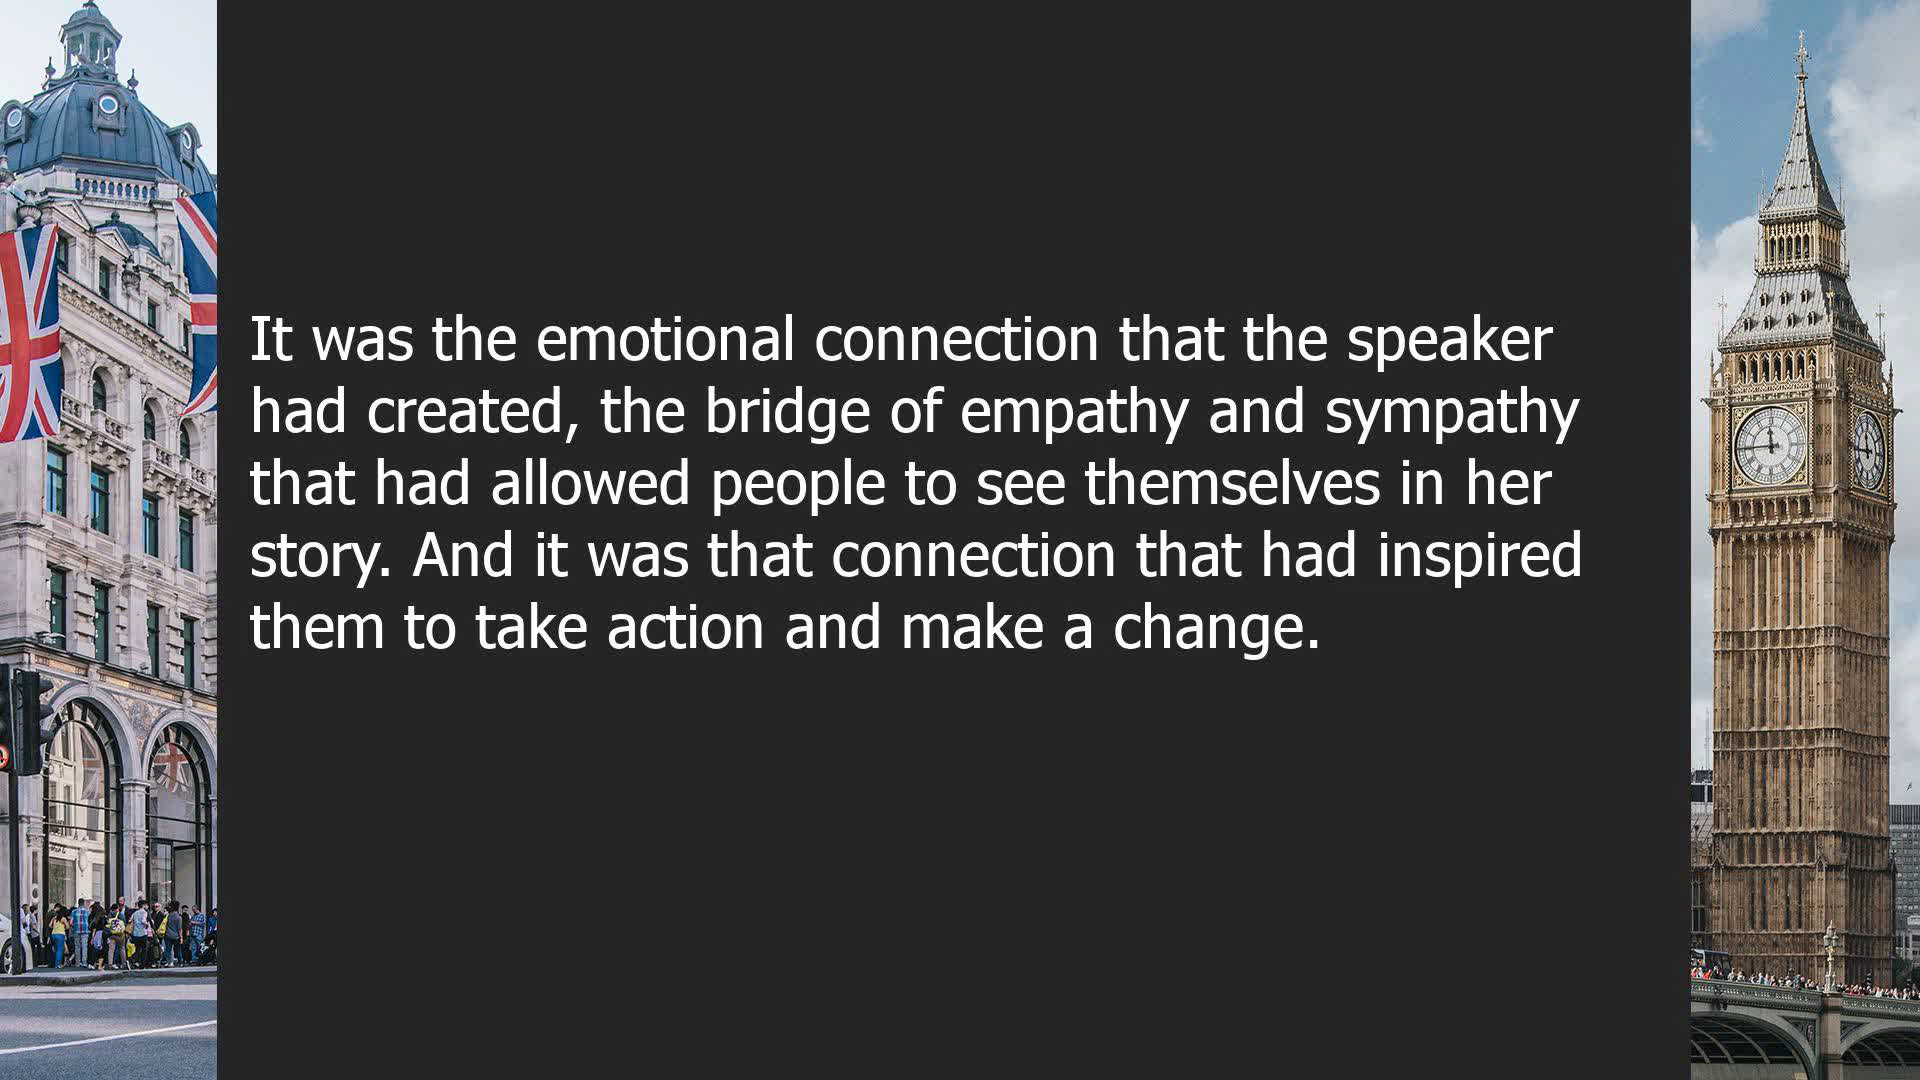 It was the emotional connection that the speaker
had created, the bridge of empathy and sympathy
that had allowed people to see themselves in her
story. And it was that connection that had inspired
them to take action and make a change.